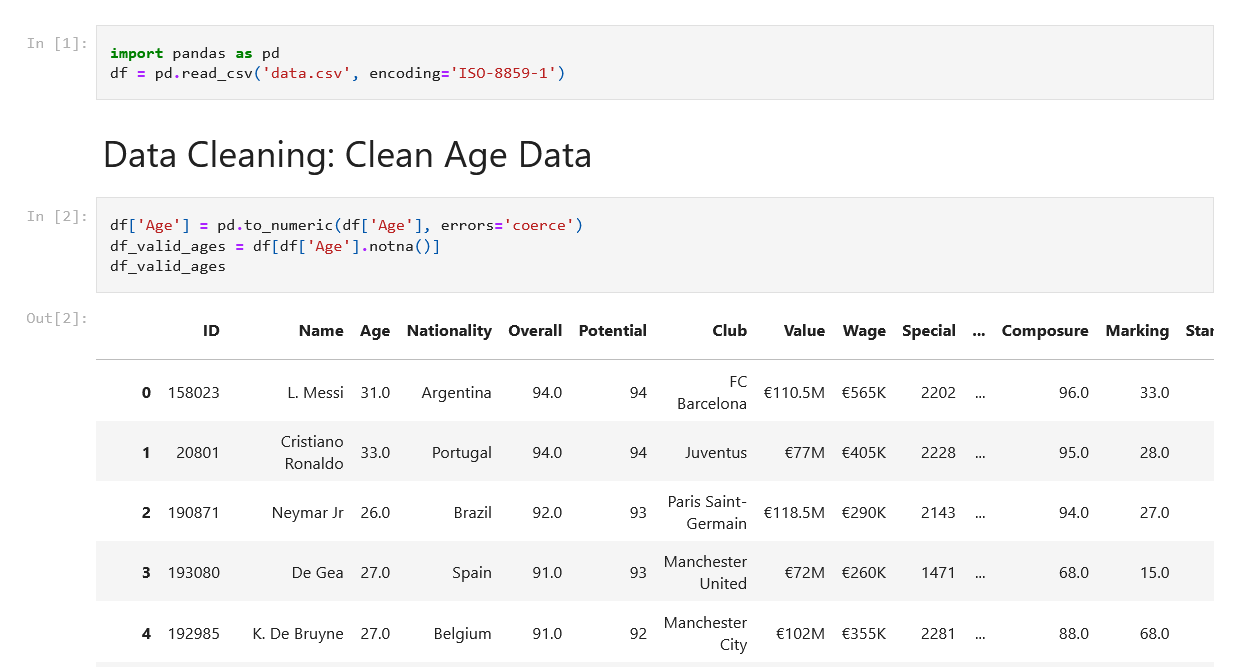 In [1]:
import pandas as pd
df = pd.read_csv('data.csv', encoding='ISO-8859-1')
Data Cleaning: Clean Age Data
In [2]:
df['Age'] = pd.to_numeric(df['Age'], errors='coerce')
df_valid_ages = df[df['Age'].notna()]
df_valid_ages
Out[2]:
ID Name Age Nationality Overall Potential Club Value Wage Special ... Composure Marking Star
0 158023 L. Messi 31.0 Argentina 94.0 94 FC Barcelona €110.5M €565K 2202 ... 96.0 33.0
1 20801 Cristiano Ronaldo 33.0 Portugal 94.0 94 Juventus €77M €405K 2228 ... 95.0 28.0
2 190871 Neymar Jr 26.0 Brazil 92.0 93 Paris Saint-Germain €118.5M €290K 2143 ... 94.0 27.0
3 193080 De Gea 27.0 Spain 91.0 93 Manchester United €72M €260K 1471 ... 68.0 15.0
4 192985 K. De Bruyne 27.0 Belgium 91.0 92 Manchester City €102M €355K 2281 ... 88.0 68.0